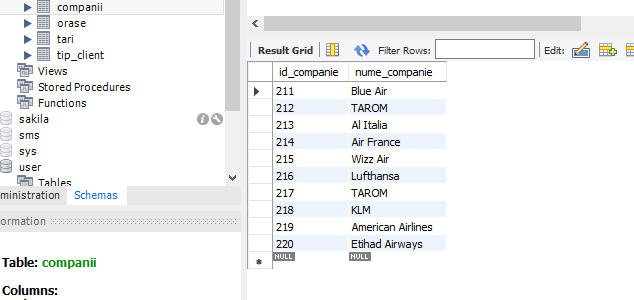 companii
orase
tari
tip_client
Views
Stored Procedures
Functions
sakila
sms
sys
user
Tables
ministration Schemas
ormation
Table: companii
Columns:
Result Grid Filter Rows: Edit:
id_companie nume_companie
211 Blue Air
212 TAROM
213 Al Italia
214 Air France
215 Wizz Air
216 Lufthansa
217 TAROM
218 KLM
219 American Airlines
220 Etihad Airways
NULL NULL